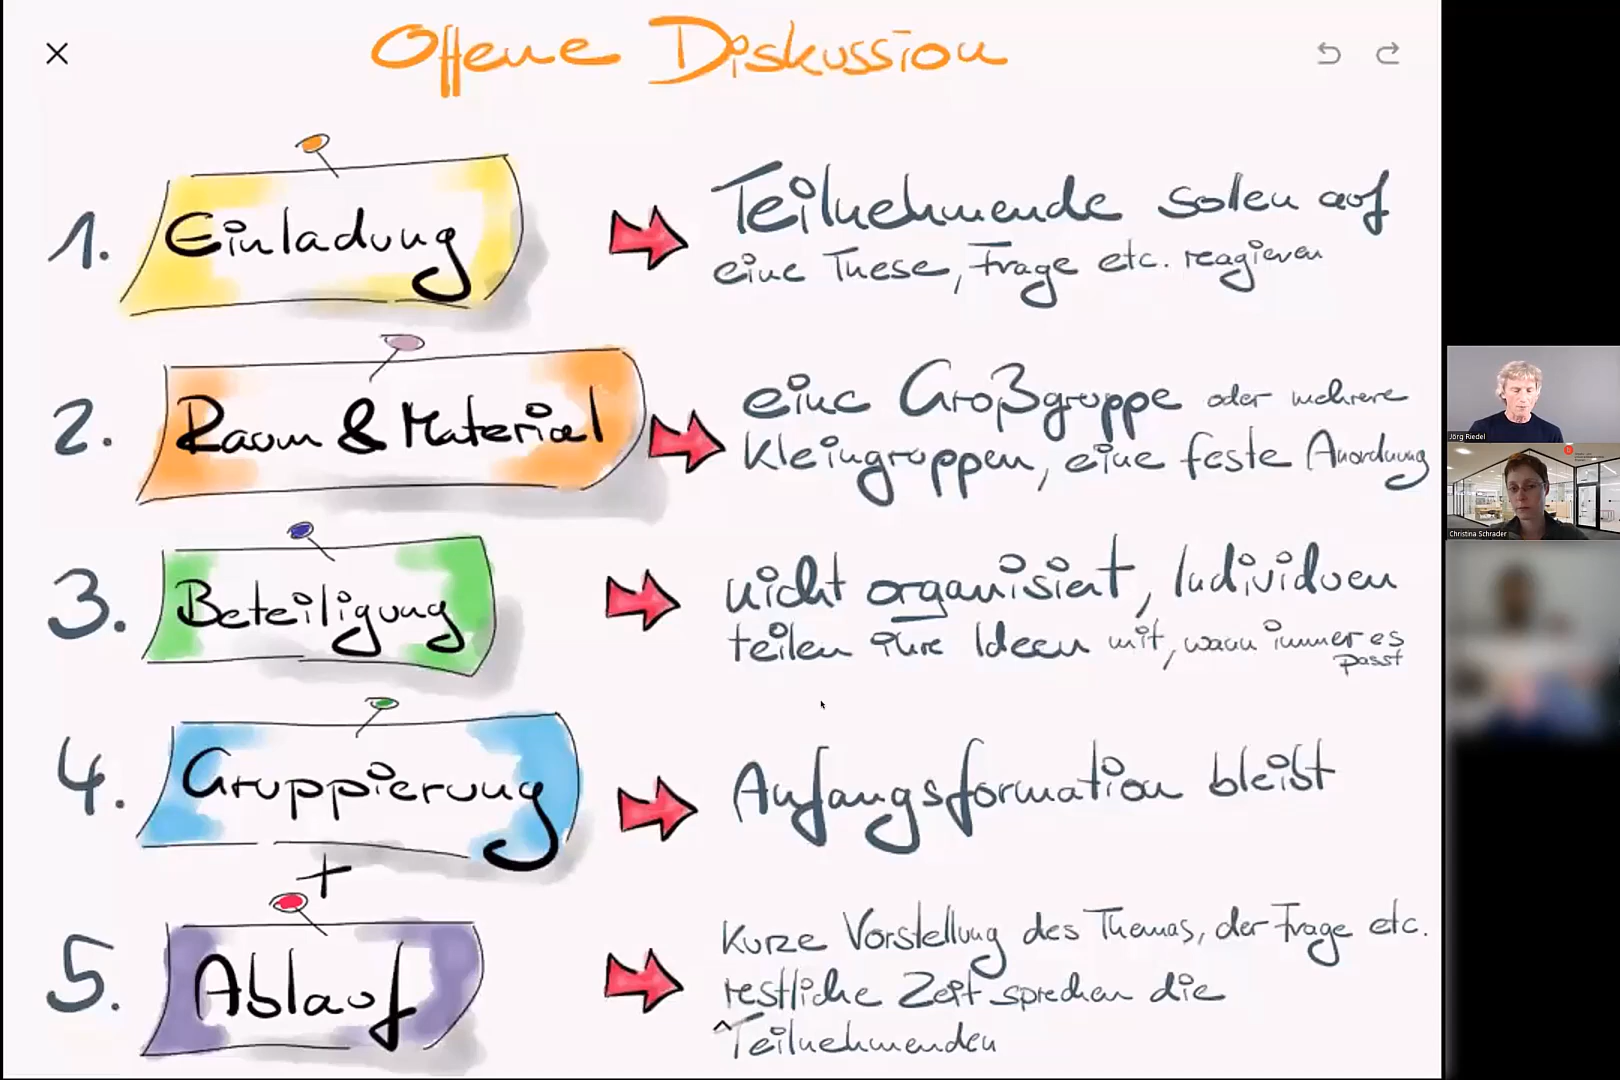 Offene Diskussion
1. Einladung
Teilnehmende sollen auf
eine These, Frage etc. reagieren
2. Raum & Material
eine Großgruppe oder mehrere
Kleingruppen, eine feste Anordnung
3. Beteiligung
nicht organisiert, Individuen
teilen ihre Ideen mit, wann immer es
passt
4. Gruppierung
Anfangsformation bleibt
+
5. Ablauf
Kurze Vorstellung des Themas, der Frage etc.
restliche Zeit sprechen die
Teilnehmenden
Jörg Riedel
Christina Schrader